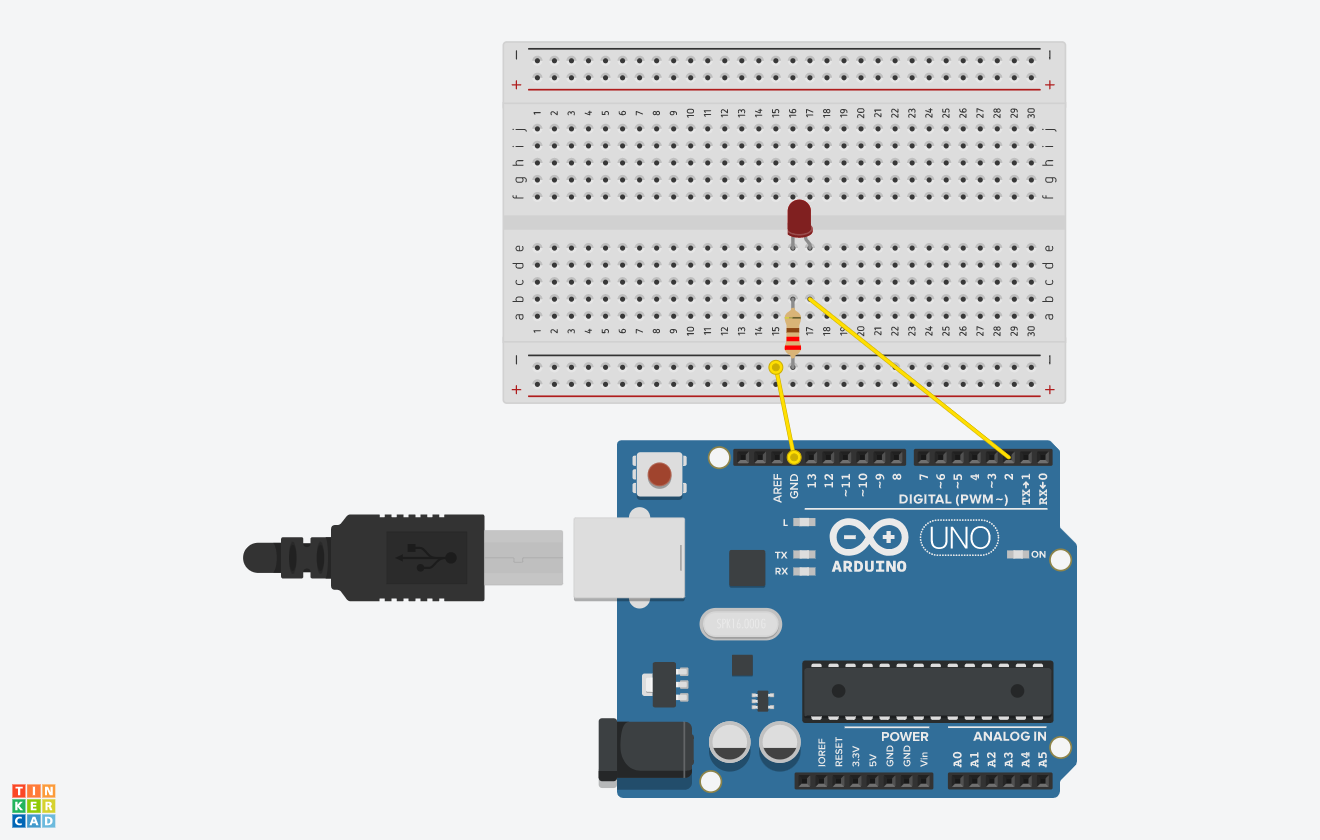 − −
+ +
1 2 3 4 5 6 7 8 9 10 11 12 13 14 15 16 17 18 19 20 21 22 23 24 25 26 27 28 29 30
j j
i i
h h
g g
f f
e e
d d
c c
b b
a a
1 2 3 4 5 6 7 8 9 10 11 12 13 14 15 17 18 19 20 21 22 23 24 25 26 27 28 29 30
− −
+ +
AREF GND 13 12 ~11 ~10 ~9 8 7 ~6 ~5 4 ~3 2 TX→1 RX←0
DIGITAL (PWM~)
L
TX
RX
ARDUINO
UNO
ON
POWER ANALOG IN
IOREF RESET 3.3V 5V GND GND Vin A0 A1 A2 A3 A4 A5
TIN
KER
CAD